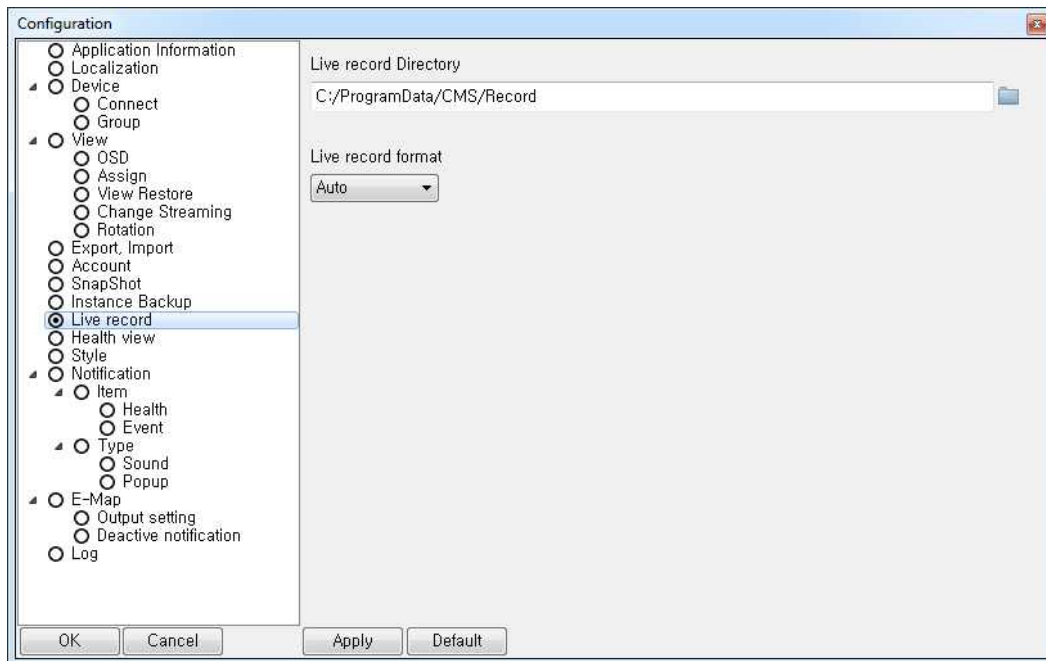 Configuration
Application Information
Localization
Device
Connect
Group
View
OSD
Assign
View Restore
Change Streaming
Rotation
Export, Import
Account
SnapShot
Instance Backup
Live record
Health view
Style
Notification
Item
Health
Event
Type
Sound
Popup
E-Map
Output setting
Deactive notification
Log
Live record Directory
C:/ProgramData/CMS/Record
Live record format
Auto
OK
Cancel
Apply
Default